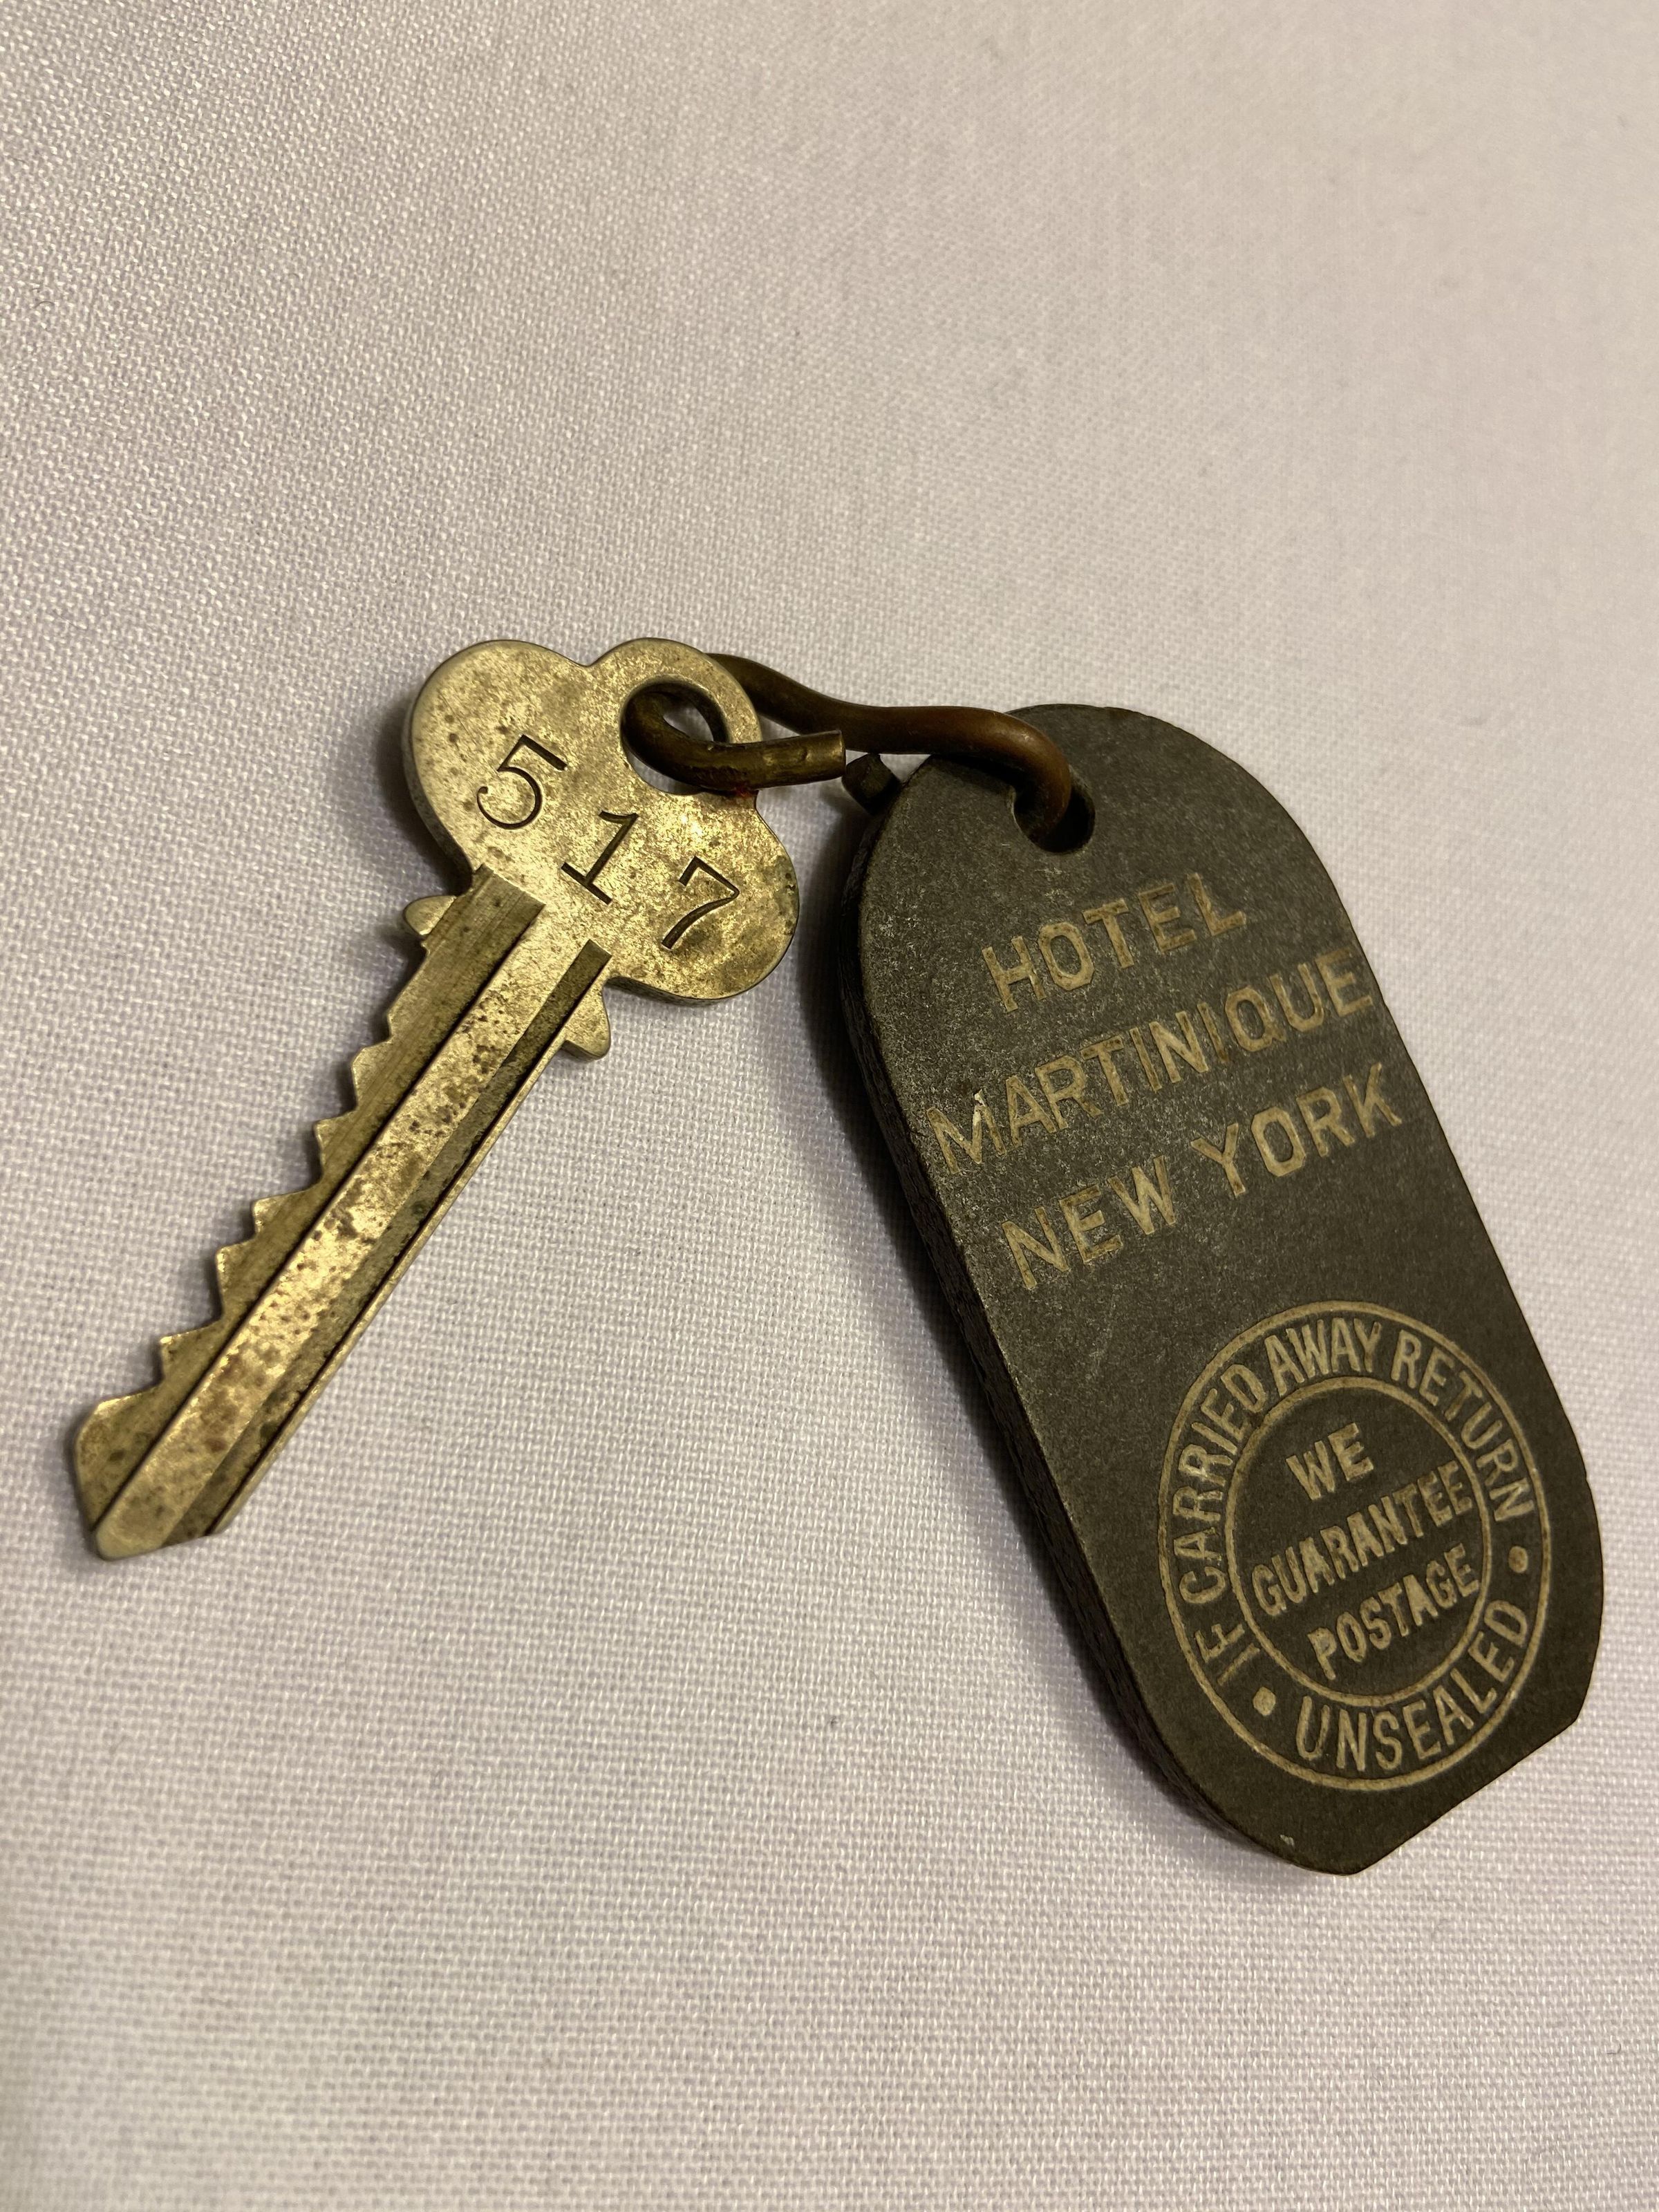 517
HOTEL
MARTINIQUE
NEW YORK
IF CARRIED AWAY RETURN
WE
GUARANTEE
POSTAGE
• UNSEALED •